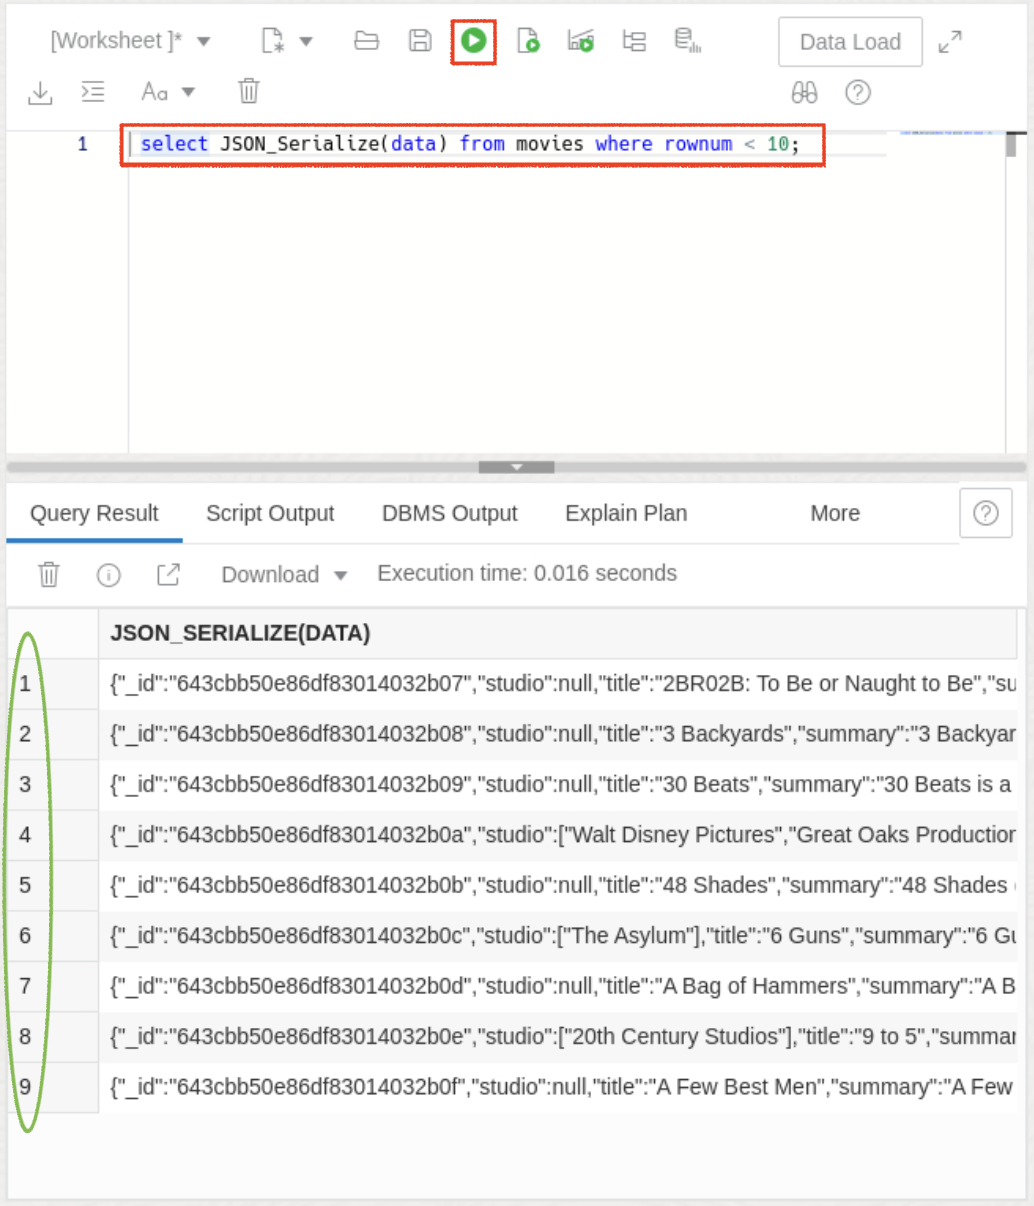 [Worksheet ]*
Data Load
Aa
1 select JSON_Serialize(data) from movies where rownum < 10;
Query Result Script Output DBMS Output Explain Plan More
Download Execution time: 0.016 seconds
JSON_SERIALIZE(DATA)
1 {"_id":"643cbb50e86df83014032b07","studio":null,"title":"2BR02B: To Be or Naught to Be","su
2 {"_id":"643cbb50e86df83014032b08","studio":null,"title":"3 Backyards","summary":"3 Backyar
3 {"_id":"643cbb50e86df83014032b09","studio":null,"title":"30 Beats","summary":"30 Beats is a
4 {"_id":"643cbb50e86df83014032b0a","studio":["Walt Disney Pictures","Great Oaks Production
5 {"_id":"643cbb50e86df83014032b0b","studio":null,"title":"48 Shades","summary":"48 Shades
6 {"_id":"643cbb50e86df83014032b0c","studio":["The Asylum"],"title":"6 Guns","summary":"6 Gu
7 {"_id":"643cbb50e86df83014032b0d","studio":null,"title":"A Bag of Hammers","summary":"A B
8 {"_id":"643cbb50e86df83014032b0e","studio":["20th Century Studios"],"title":"9 to 5","summar
9 {"_id":"643cbb50e86df83014032b0f","studio":null,"title":"A Few Best Men","summary":"A Few